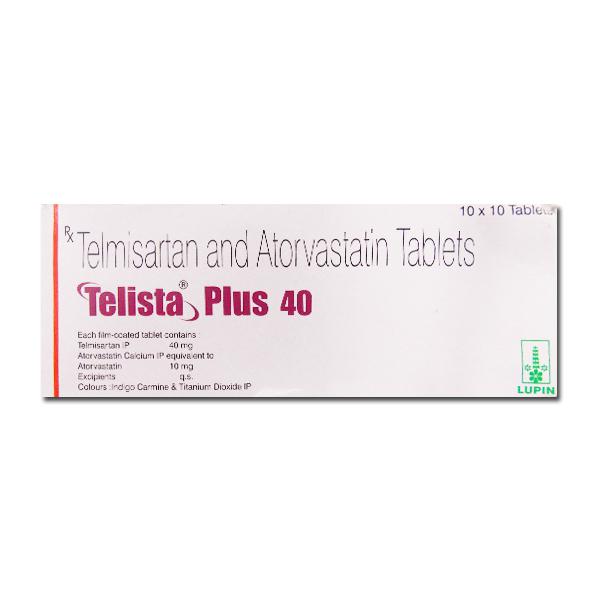 10 x 10 Tablets
Rx Telmisartan and Atorvastatin Tablets
Telista® Plus 40
Each film-coated tablet contains :
Telmisartan IP 40 mg
Atorvastatin Calcium IP equivalent to
Atorvastatin 10 mg
Excipients q.s.
Colours : Indigo Carmine & Titanium Dioxide IP
LUPIN